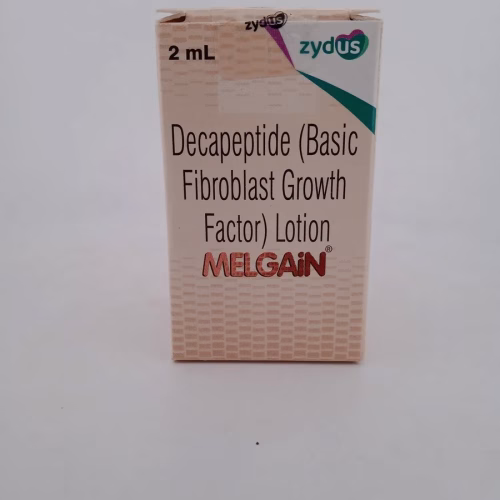 zydus
2 mL
zydus
Decapeptide (Basic
Fibroblast Growth
Factor) Lotion
MELGAiN®